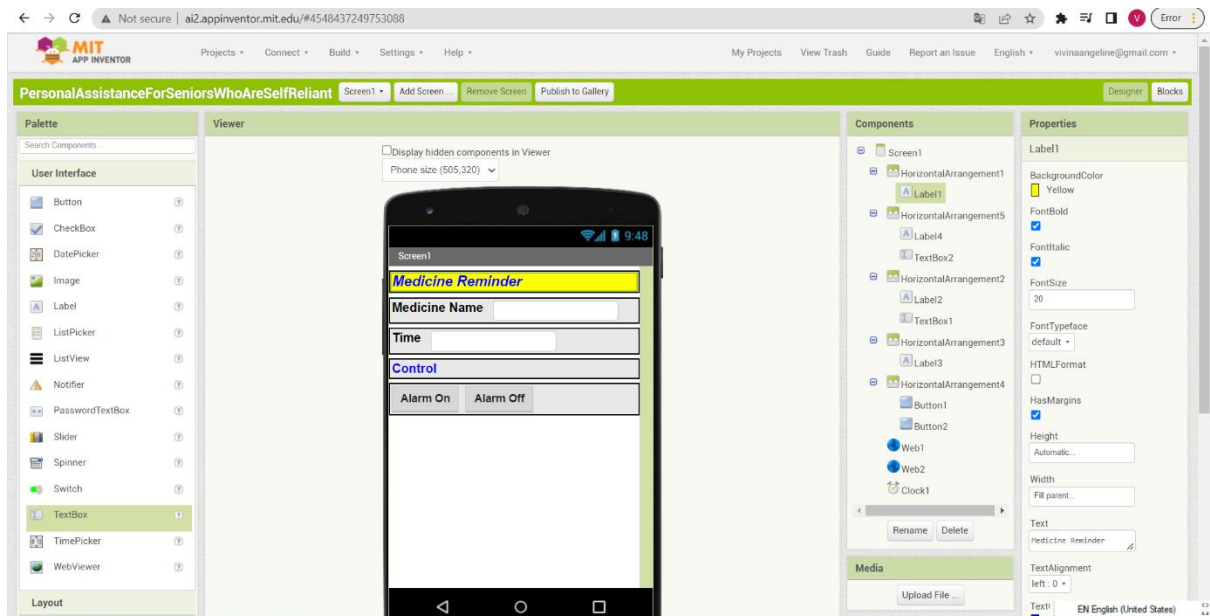 Not secure | ai2.appinventor.mit.edu/#4548437249753088
Error
MIT
APP INVENTOR
Projects Connect Build Settings Help
My Projects View Trash Guide Report an Issue English vivinaangeline@gmail.com
PersonalAssistanceForSeniorsWhoAreSelfReliant Screen1 Add Screen ... Remove Screen Publish to Gallery Designer Blocks
Palette
Search Components...
User Interface
Button
CheckBox
DatePicker
Image
Label
ListPicker
ListView
Notifier
PasswordTextBox
Slider
Spinner
Switch
TextBox
TimePicker
WebViewer
Layout
Viewer
Display hidden components in Viewer
Phone size (505,320)
9:48
Screen1
Medicine Reminder
Medicine Name
Time
Control
Alarm On Alarm Off
Components
Screen1
HorizontalArrangement1
Label1
HorizontalArrangement5
Label4
TextBox2
HorizontalArrangement2
Label2
TextBox1
HorizontalArrangement3
Label3
HorizontalArrangement4
Button1
Button2
Web1
Web2
Clock1
Rename Delete
Media
Upload File ...
Properties
Label1
BackgroundColor
Yellow
FontBold
FontItalic
FontSize
20
FontTypeface
default
HTMLFormat
HasMargins
Height
Automatic...
Width
Fill parent...
Text
Medicine Reminder
TextAlignment
left : 0
EN English (United States)